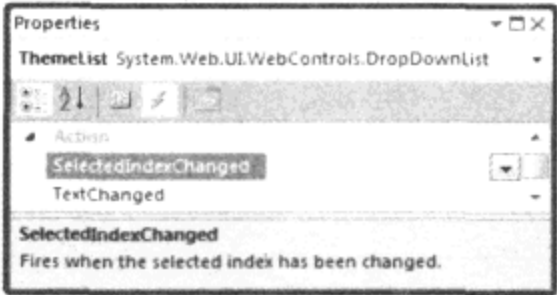 Properties
ThemeList System.Web.UI.WebControls.DropDownList
Action
SelectedIndexChanged
TextChanged
SelectedIndexChanged
Fires when the selected index has been changed.